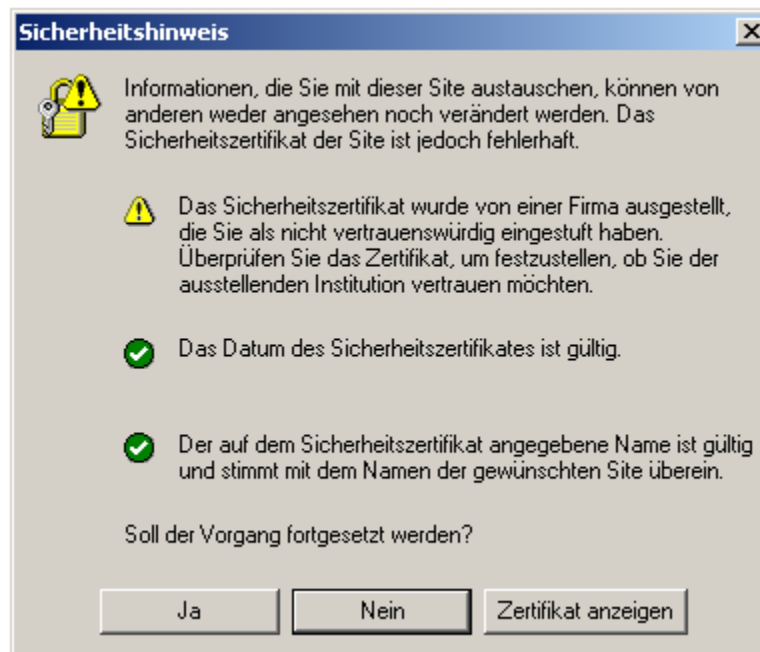 Sicherheitshinweis
Informationen, die Sie mit dieser Site austauschen, können von
anderen weder angesehen noch verändert werden. Das
Sicherheitszertifikat der Site ist jedoch fehlerhaft.
Das Sicherheitszertifikat wurde von einer Firma ausgestellt,
die Sie als nicht vertrauenswürdig eingestuft haben.
Überprüfen Sie das Zertifikat, um festzustellen, ob Sie der
ausstellenden Institution vertrauen möchten.
Das Datum des Sicherheitszertifikates ist gültig.
Der auf dem Sicherheitszertifikat angegebene Name ist gültig
und stimmt mit dem Namen der gewünschten Site überein.
Soll der Vorgang fortgesetzt werden?
Ja Nein Zertifikat anzeigen